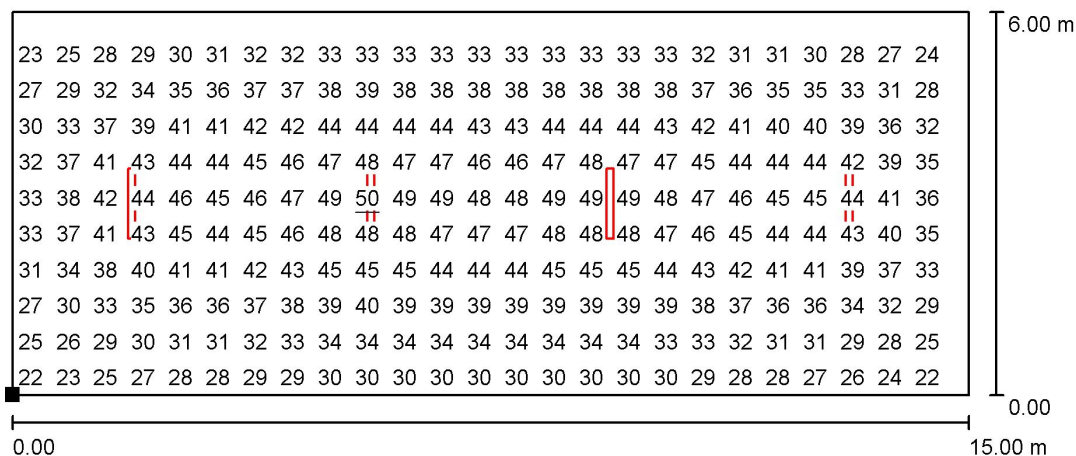 6.00 m
23 25 28 29 30 31 32 32 33 33 33 33 33 33 33 33 33 33 32 31 31 30 28 27 24
27 29 32 34 35 36 37 37 38 39 38 38 38 38 38 38 38 38 37 36 35 35 33 31 28
30 33 37 39 41 41 42 42 44 44 44 44 43 43 44 44 44 43 42 41 40 40 39 36 32
32 37 41 43 44 44 45 46 47 48 47 47 46 46 47 48 47 47 45 44 44 44 42 39 35
33 38 42 44 46 45 46 47 49 50 49 49 48 48 49 49 49 48 47 46 45 45 44 41 36
33 37 41 43 45 44 45 46 48 48 48 47 47 47 48 48 48 47 46 45 44 44 43 40 35
31 34 38 40 41 41 42 43 45 45 45 44 44 44 45 45 45 44 43 42 41 41 39 37 33
27 30 33 35 36 36 37 38 39 40 39 39 39 39 39 39 39 39 38 37 36 36 34 32 29
25 26 29 30 31 31 32 33 34 34 34 34 34 34 34 34 34 33 33 32 31 31 29 28 25
22 23 25 27 28 28 29 29 30 30 30 30 30 30 30 30 30 30 29 28 28 27 26 24 22
0.00
0.00 15.00 m